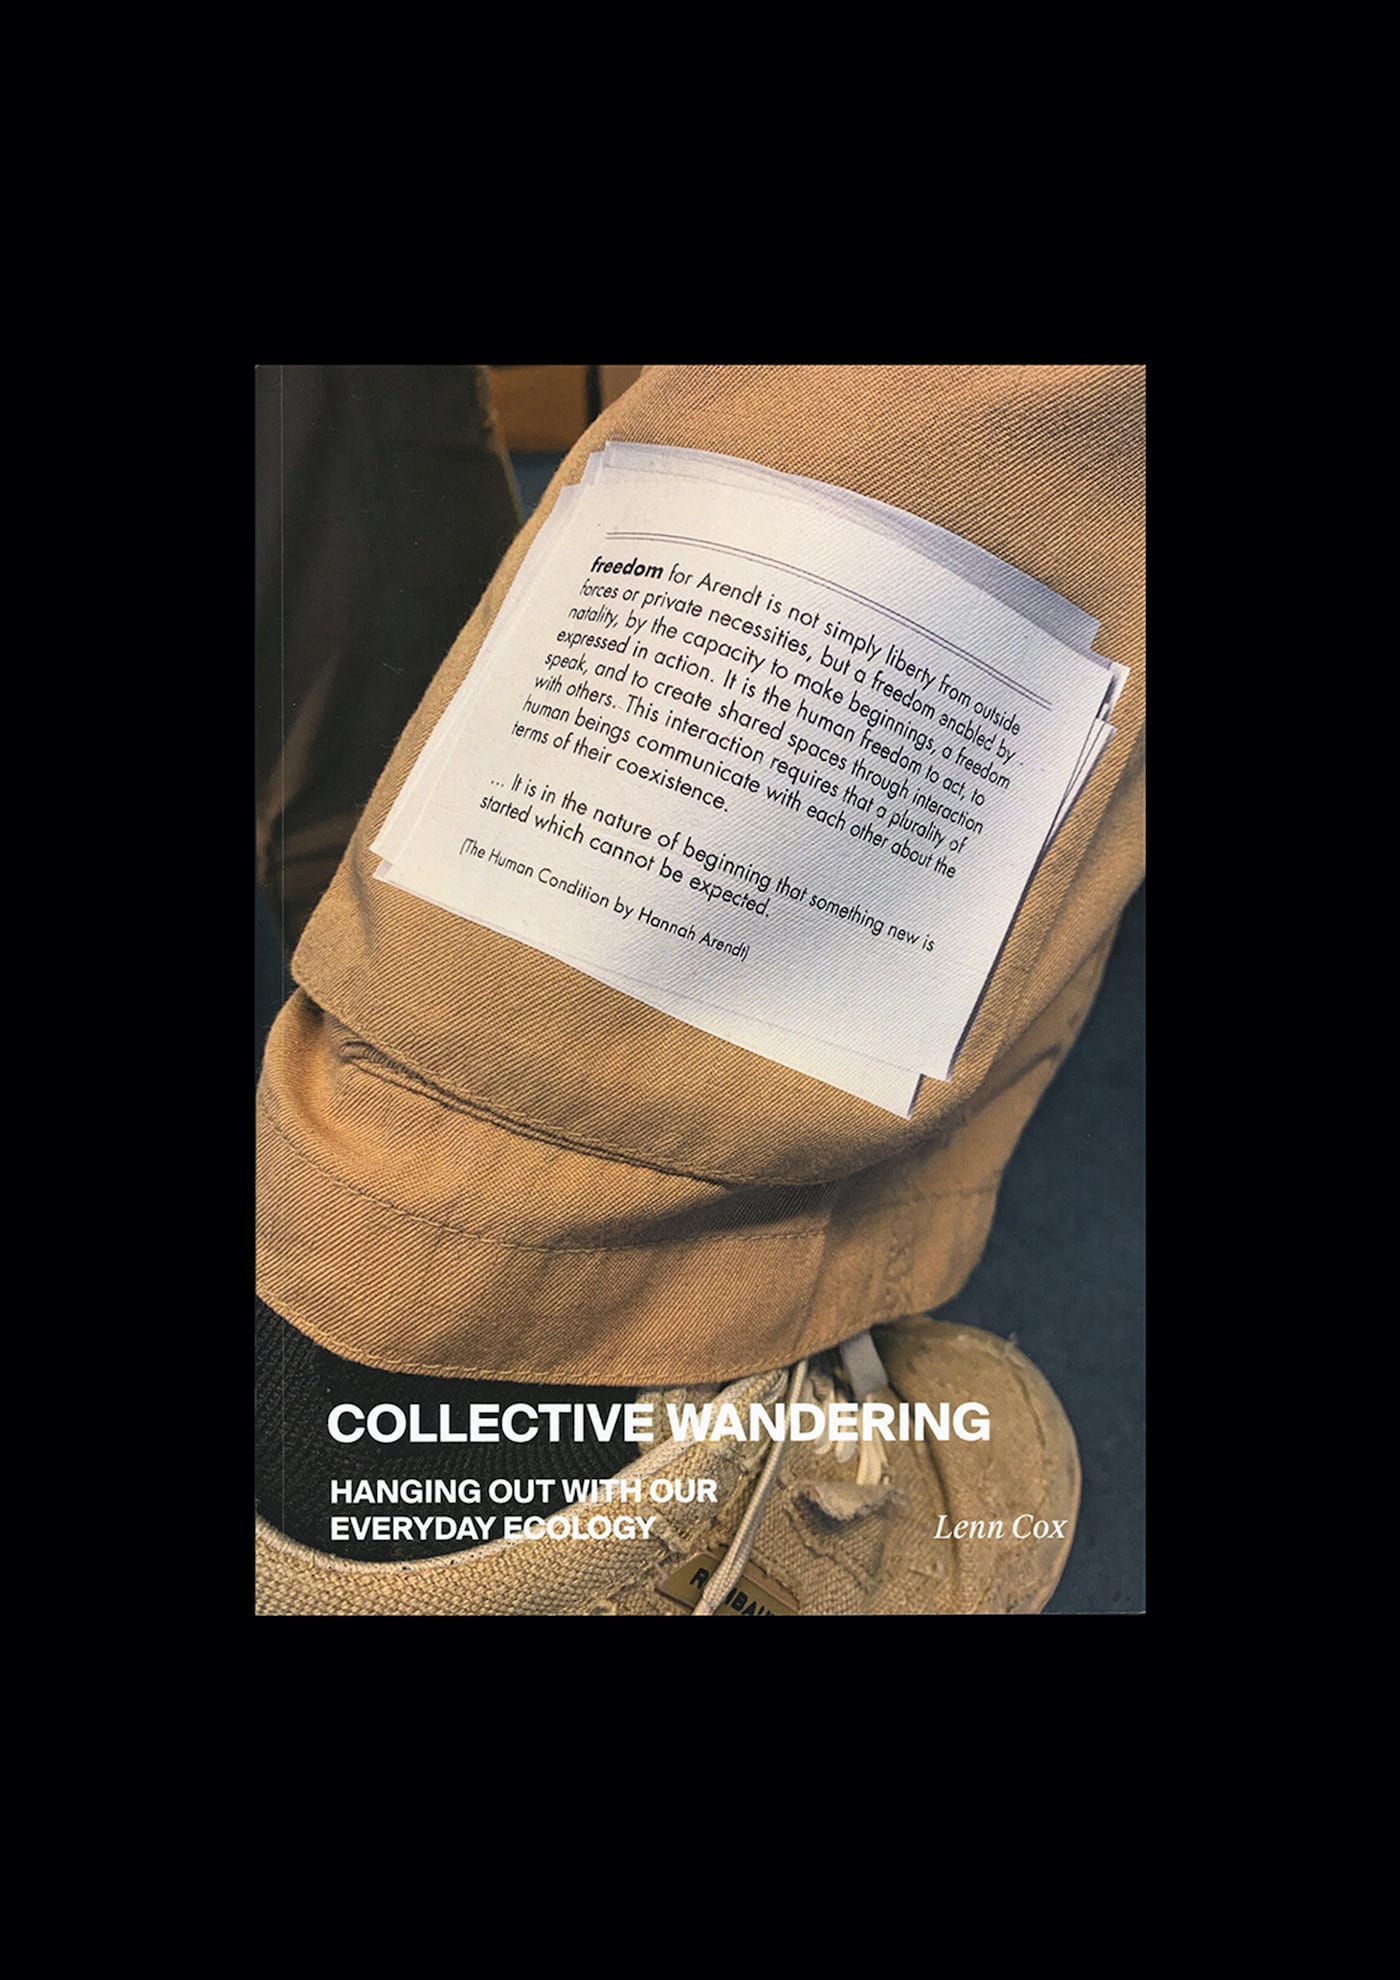 freedom for Arendt is not simply liberty from outside
forces or private necessities, but a freedom enabled by
natality, by the capacity to make beginnings, a freedom
expressed in action. It is the human freedom to act, to
speak, and to create shared spaces through interaction
with others. This interaction requires that a plurality of
human beings communicate with each other about the
terms of their coexistence.
... It is in the nature of beginning that something new is
started which cannot be expected.
(The Human Condition by Hannah Arendt)
COLLECTIVE WANDERING
HANGING OUT WITH OUR
EVERYDAY ECOLOGY
Lenn Cox